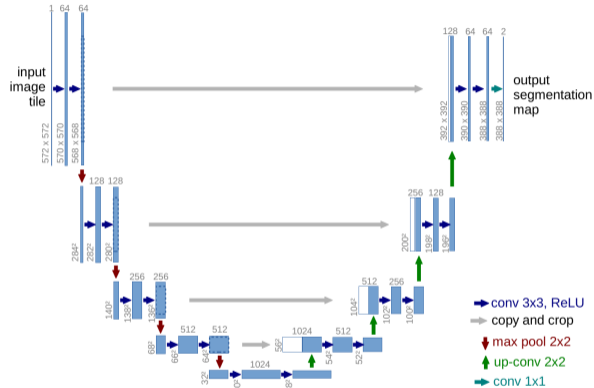 1 64 64
128 64 64 2
input
image
tile
output
segmentation
map
572 x 572
570 x 570
568 x 568
392 x 392
390 x 390
388 x 388
388 x 388
128 128
256 128
284²
282²
280²
200²
198²
196²
256 256
512 256
140²
138²
136²
104²
102²
100²
512 512
1024 512
68²
66²
64²
56²
54²
52²
1024
32²
0²
8²
conv 3x3, ReLU
copy and crop
max pool 2x2
up-conv 2x2
conv 1x1